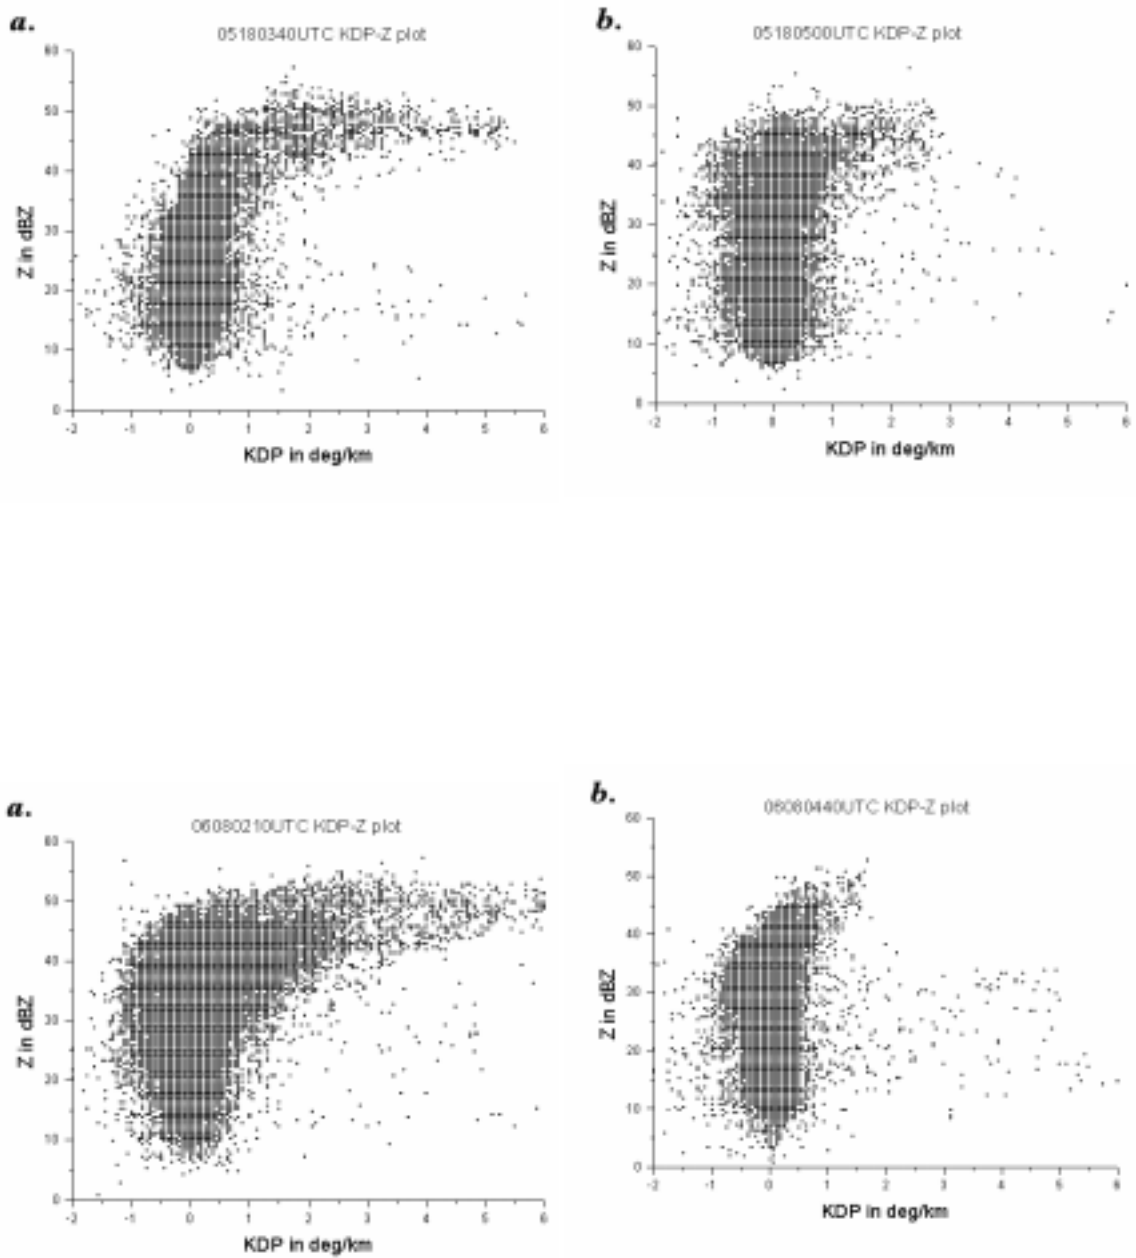 a.
05180340UTC KDP-Z plot
60
50
40
30
20
10
0
Z in dBZ
-2 -1 0 1 2 3 4 5 6
KDP in deg/km
b.
05180500UTC KDP-Z plot
60
50
40
30
20
10
0
Z in dBZ
-2 -1 0 1 2 3 4 5 6
KDP in deg/km
a.
06080210UTC KDP-Z plot
60
50
40
30
20
10
0
Z in dBZ
-2 -1 0 1 2 3 4 5 6
KDP in deg/km
b.
06080440UTC KDP-Z plot
60
50
40
30
20
10
0
Z in dBZ
-2 -1 0 1 2 3 4 5 6
KDP in deg/km